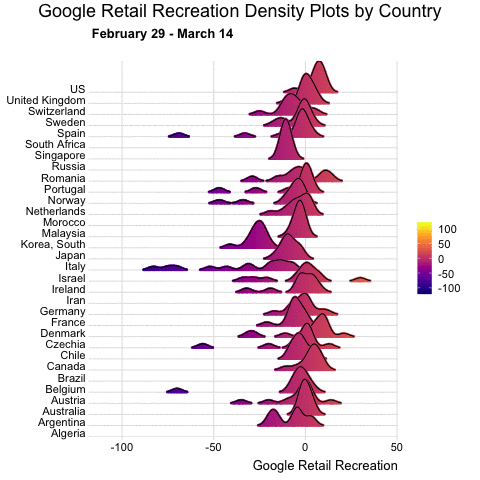 Google Retail Recreation Density Plots by Country
February 29 - March 14
US
United Kingdom
Switzerland
Sweden
Spain
South Africa
Singapore
Russia
Romania
Portugal
Norway
Netherlands
Morocco
Malaysia
Korea, South
Japan
Italy
Israel
Ireland
Iran
Germany
France
Denmark
Czechia
Chile
Canada
Brazil
Belgium
Austria
Australia
Argentina
Algeria
100
50
0
-50
-100
-100 -50 0 50
Google Retail Recreation